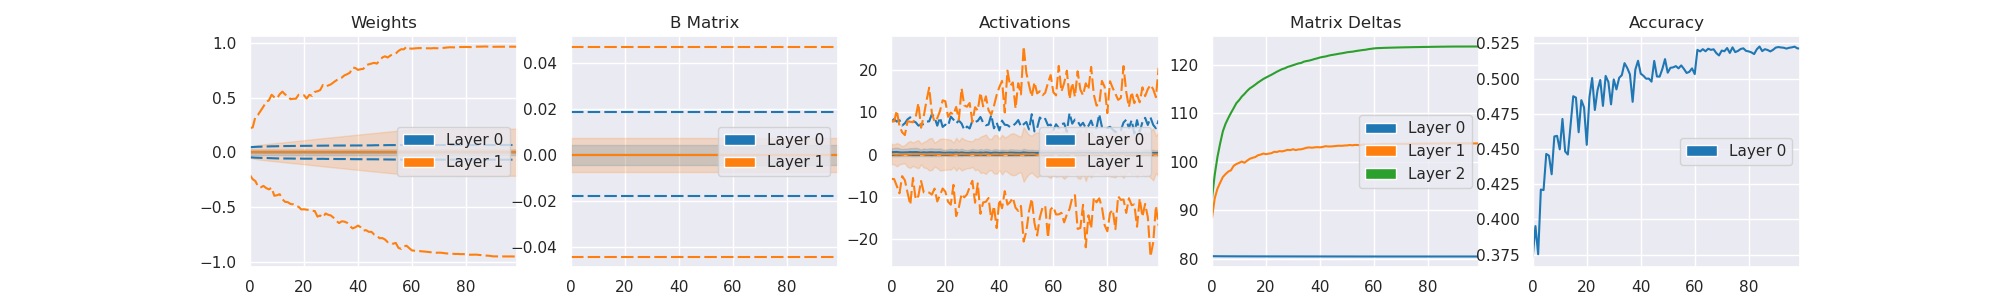 Weights
1.0
0.5
0.0
−0.5
−1.0
0 20 40 60 80
Layer 0
Layer 1
B Matrix
0.04
0.02
0.00
−0.02
−0.04
0 20 40 60 80
Layer 0
Layer 1
Activations
20
10
0
−10
−20
0 20 40 60 80
Layer 0
Layer 1
Matrix Deltas
120
110
100
90
80
0 20 40 60 80
Layer 0
Layer 1
Layer 2
Accuracy
0.525
0.500
0.475
0.450
0.425
0.400
0.375
0 20 40 60 80
Layer 0